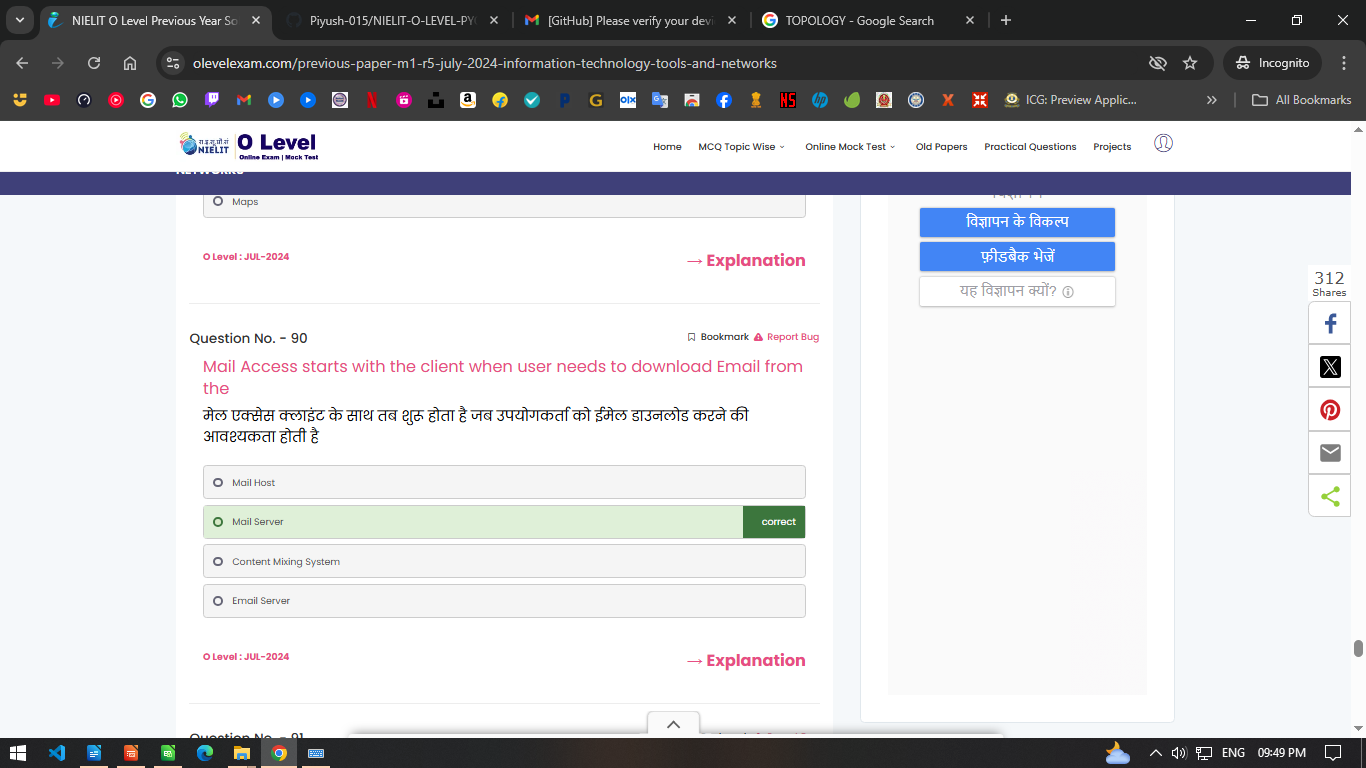 NIELIT O Level Previous Year So
Piyush-015/NIELIT-O-LEVEL-PY
[GitHub] Please verify your devi
TOPOLOGY - Google Search
olevelexam.com/previous-paper-m1-r5-july-2024-information-technology-tools-and-networks
Incognito
ICG: Preview Applic...
All Bookmarks
रा.इ.सू.प्रौ.सं
NIELIT
O Level
Online Exam | Mock Test
Home
MCQ Topic Wise
Online Mock Test
Old Papers
Practical Questions
Projects
NETWORKS
Maps
O Level : JUL-2024
→ Explanation
Question No. - 90
Bookmark
Report Bug
Mail Access starts with the client when user needs to download Email from
the
मेल एक्सेस क्लाइंट के साथ तब शुरू होता है जब उपयोगकर्ता को ईमेल डाउनलोड करने की
आवश्यकता होती है
Mail Host
Mail Server
correct
Content Mixing System
Email Server
O Level : JUL-2024
→ Explanation
Question No. - 91
विज्ञापन के विकल्प
फ़ीडबैक भेजें
यह विज्ञापन क्यों?
312
Shares
ENG
09:49 PM